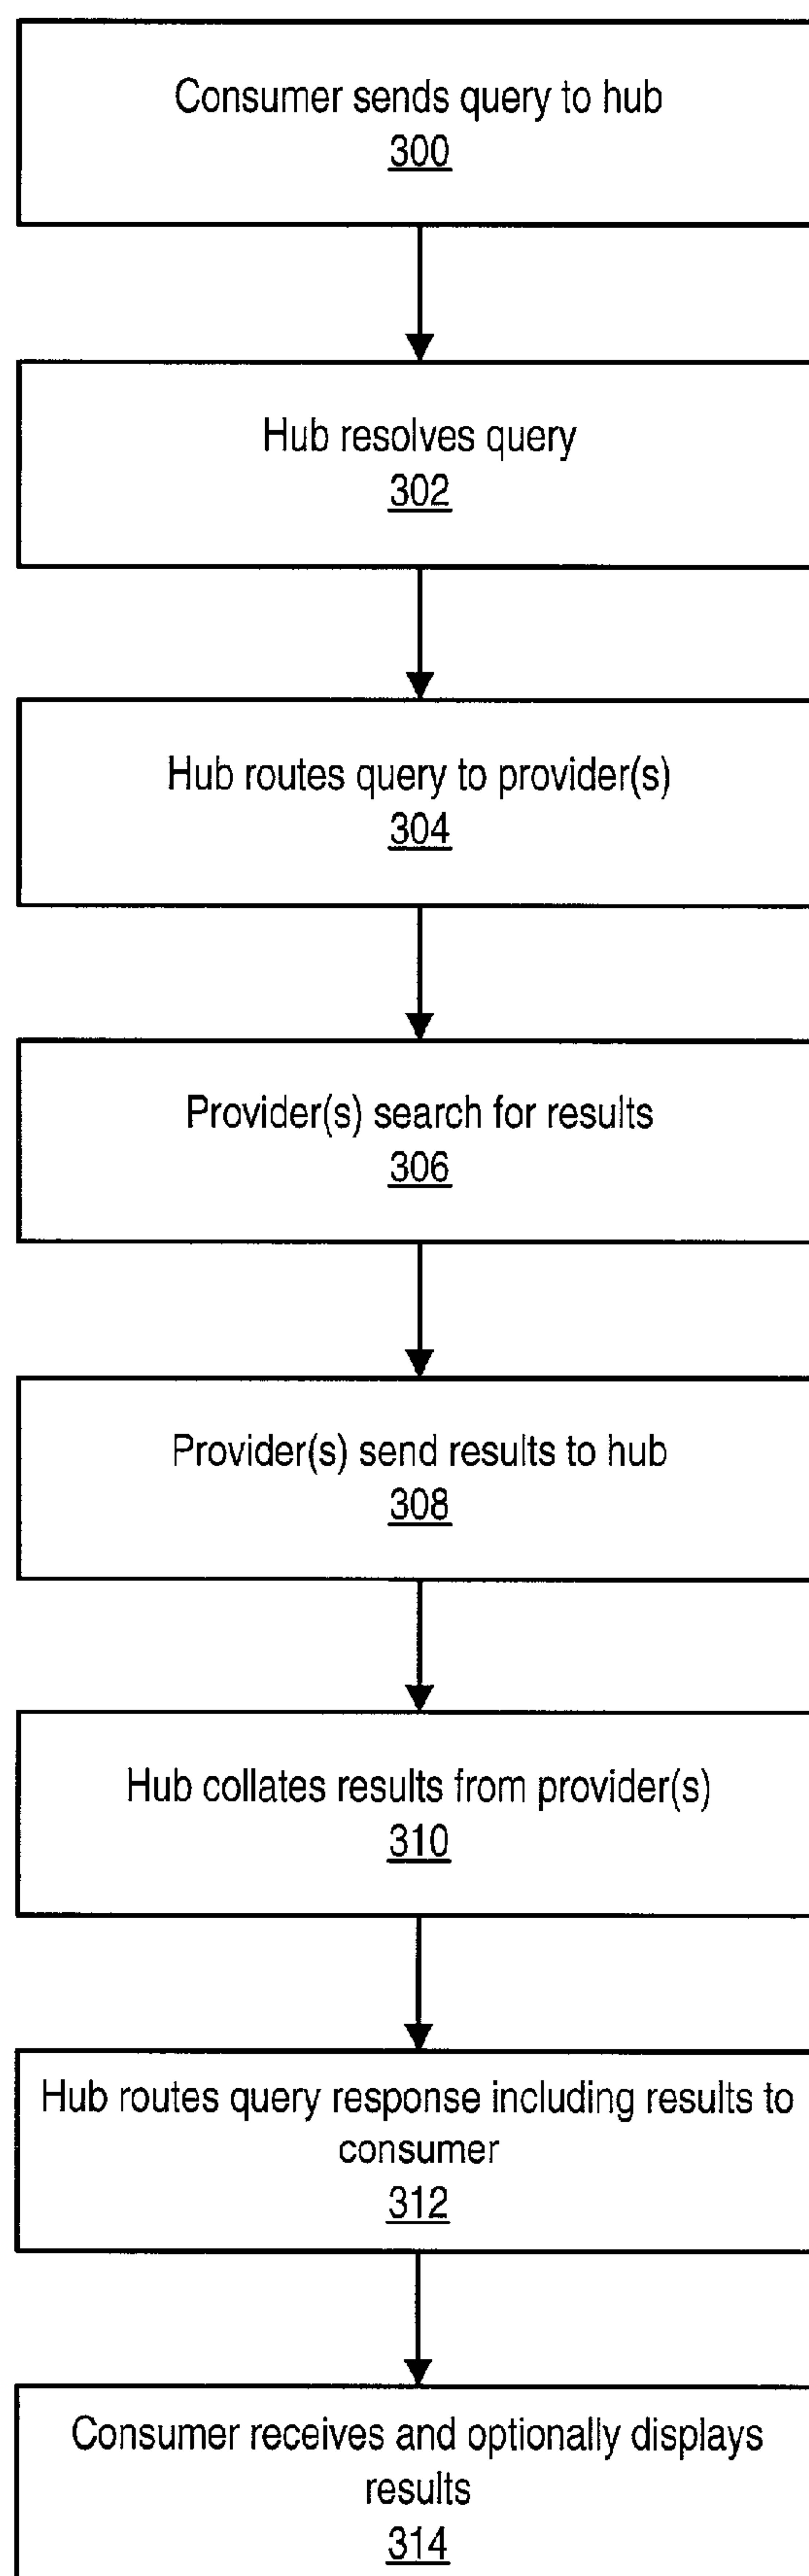 Consumer sends query to hub
300
Hub resolves query
302
Hub routes query to provider(s)
304
Provider(s) search for results
306
Provider(s) send results to hub
308
Hub collates results from provider(s)
310
Hub routes query response including results to
consumer
312
Consumer receives and optionally displays
results
314